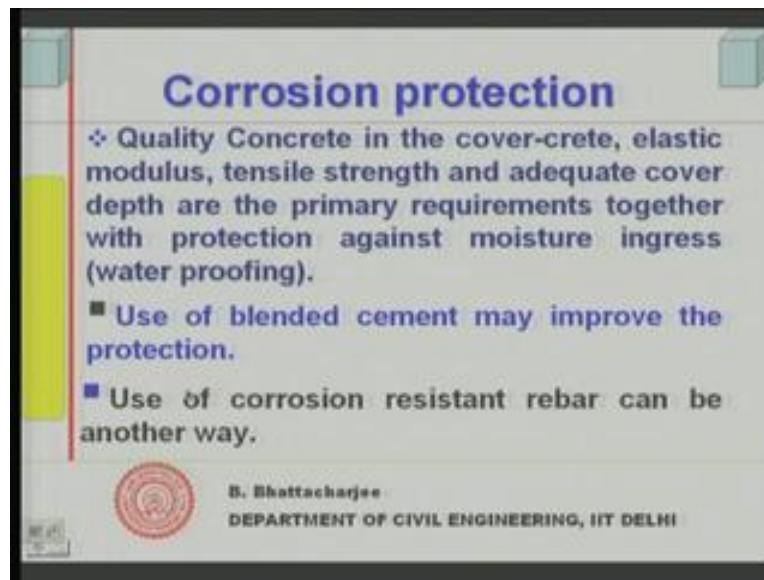 Corrosion protection
❖ Quality Concrete in the cover-crete, elastic
modulus, tensile strength and adequate cover
depth are the primary requirements together
with protection against moisture ingress
(water proofing).
■ Use of blended cement may improve the
protection.
■ Use of corrosion resistant rebar can be
another way.
B. Bhattacharjee
DEPARTMENT OF CIVIL ENGINEERING, IIT DELHI